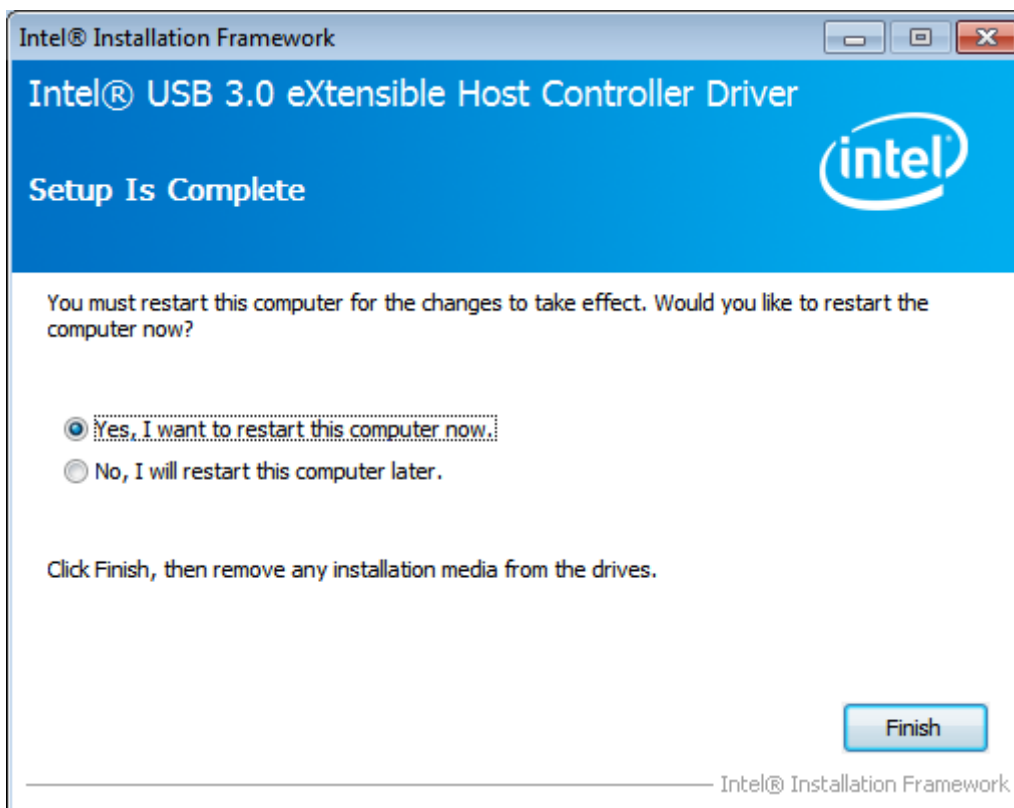 Intel® Installation Framework
Intel® USB 3.0 eXtensible Host Controller Driver
intel
Setup Is Complete
You must restart this computer for the changes to take effect. Would you like to restart the
computer now?
Yes, I want to restart this computer now.
No, I will restart this computer later.
Click Finish, then remove any installation media from the drives.
Finish
Intel® Installation Framework